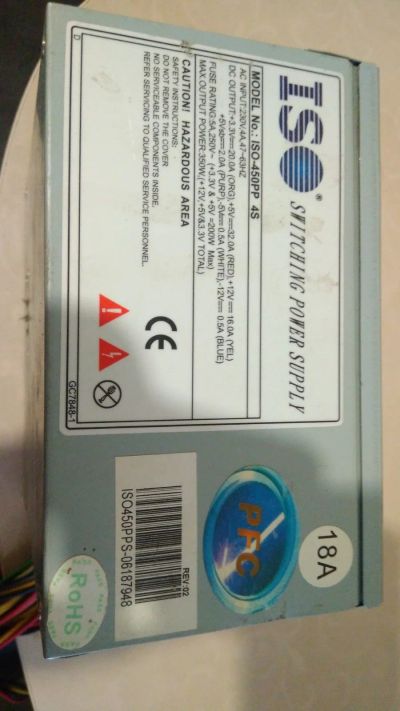 ISO® SWITCHING POWER SUPPLY
MODEL No.: ISO-450PP 4S
AC INPUT:230V/4A,47-63HZ
DC OUTPUT:+3.3V⎓20.0A (ORG),+5V⎓32.0A (RED),+12V⎓ 16.0A (YEL)
+5Vsb⎓2.0A (PURP),-5V⎓0.5A (WHITE),-12V⎓ 0.5A (BLUE)
FUSE RATING:5A,250V~ (+3.3V & +5V =200W Max)
MAX OUTPUT POWER:350W,(+12V,+5V&3.3V TOTAL)
CAUTION! HAZARDOUS AREA
SAFETY INSTRUCTIONS:
DO NOT REMOVE THE COVER
NO SERVICEABLE COMPONENTS INSIDE.
REFER SERVICING TO QUALIFIED SERVICE PERSONNEL.
CE
D
GC7848-1
18A
PFC
REV:02
ISO450PPS-06187948
RoHS